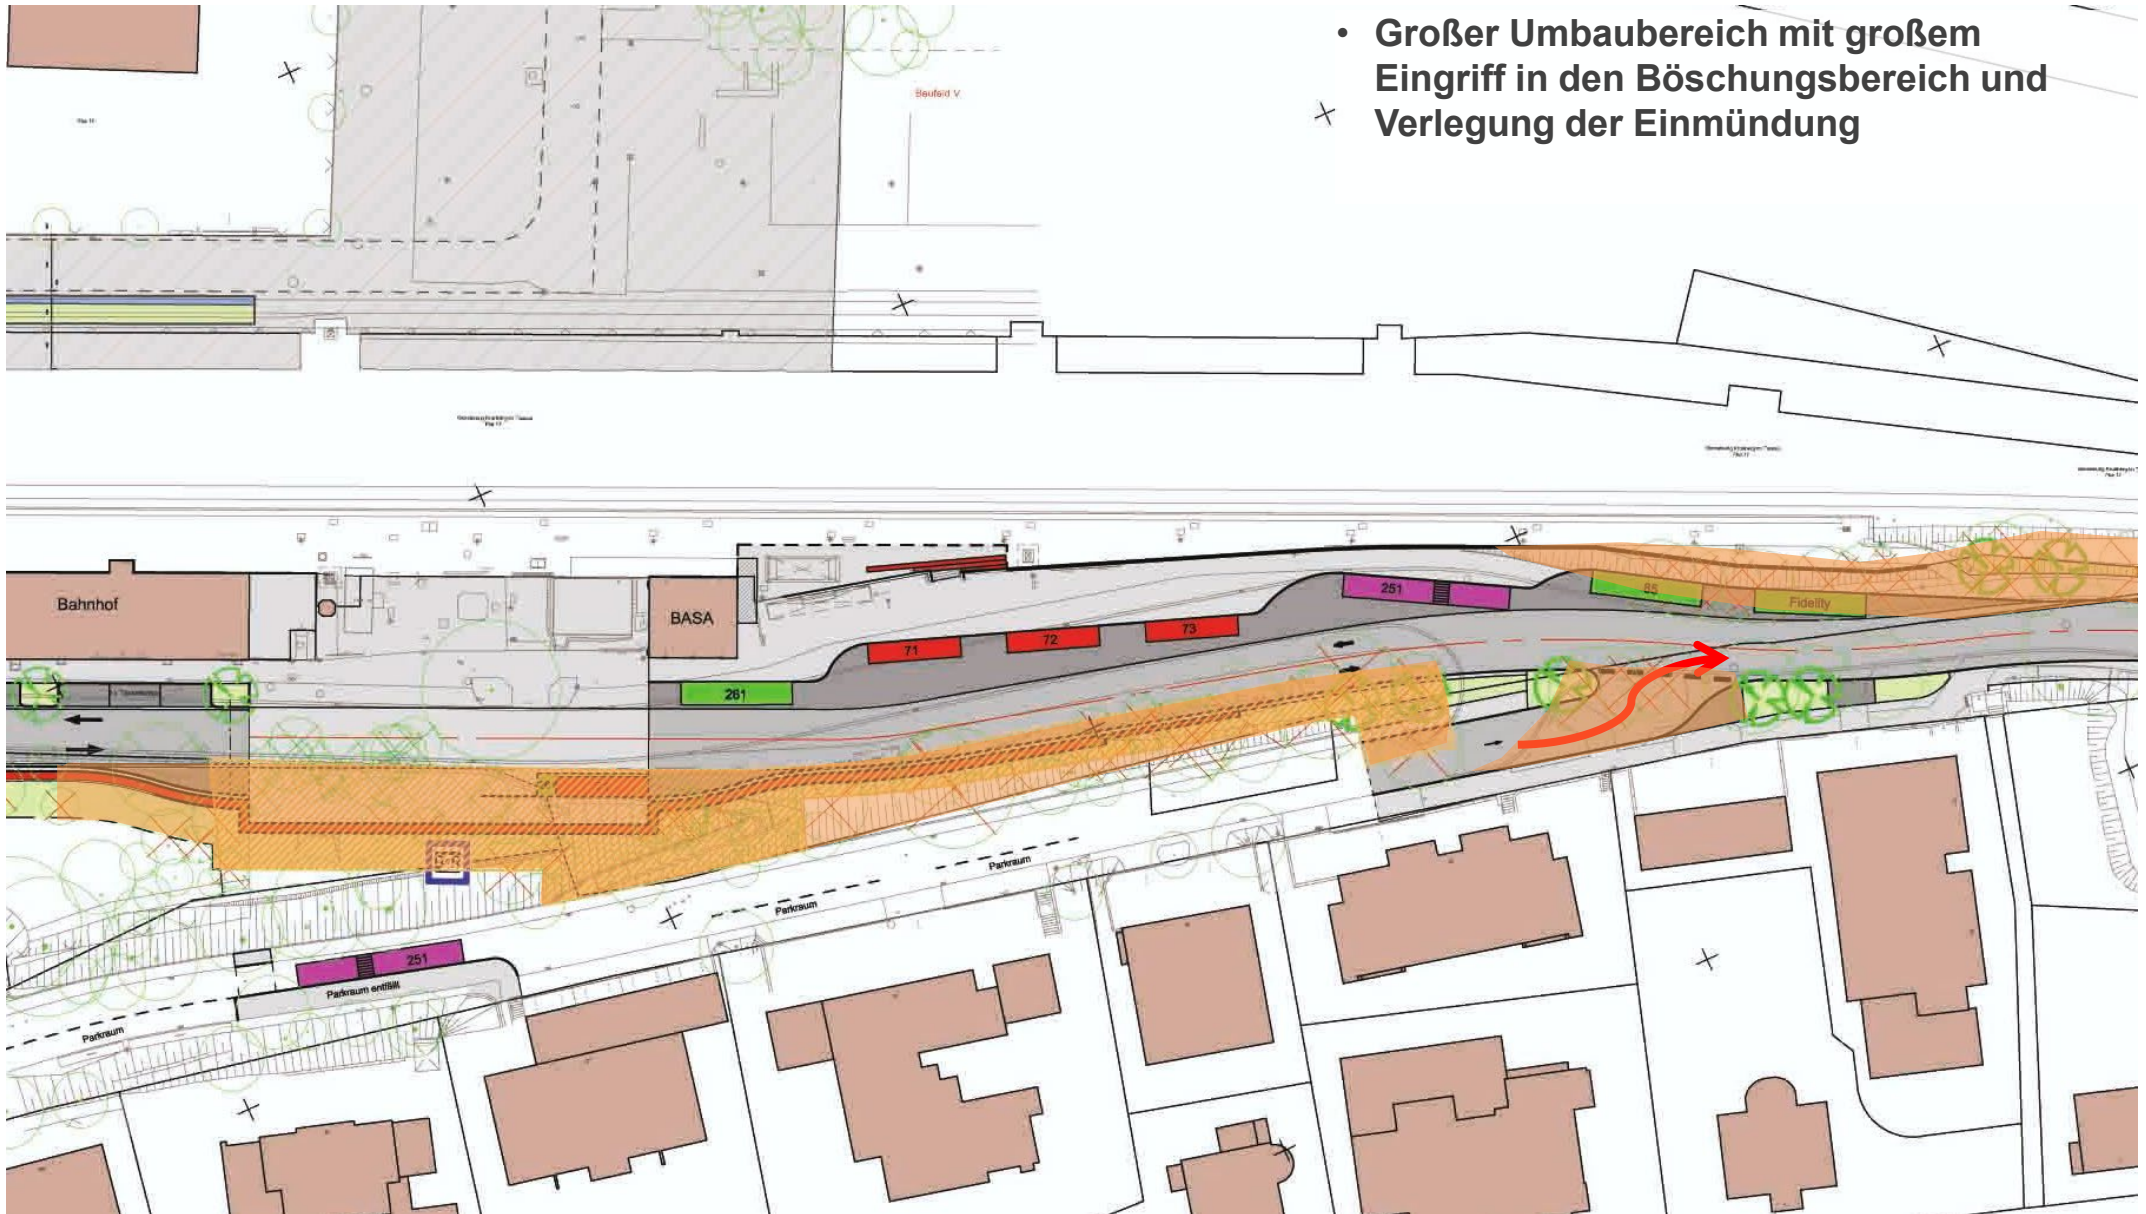 • Großer Umbaubereich mit großem
Eingriff in den Böschungsbereich und
Verlegung der Einmündung
Baufeld V
Bahnhof
BASA
261
71
72
73
251
85
Fidelity
Parkraum
Parkraum
251
Parkraum entfällt
Parkraum